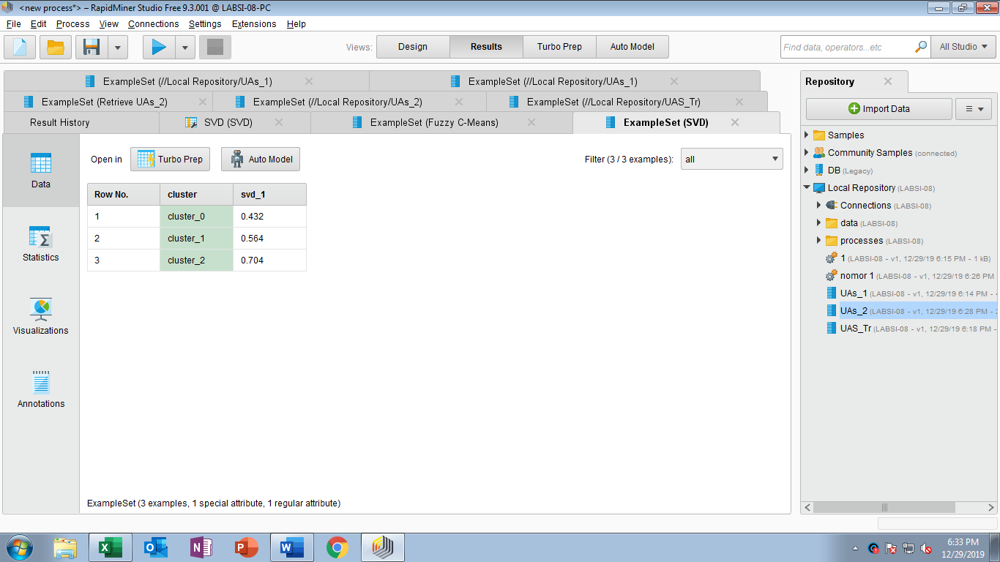 <new process*> – RapidMiner Studio Free 9.3.001 @ LABSI-08-PC
File Edit Process View Connections Settings Extensions Help
Views: Design Results Turbo Prep Auto Model Find data, operators...etc All Studio
ExampleSet (///Local Repository/UAs_1) ExampleSet (///Local Repository/UAs_1)
ExampleSet (Retrieve UAs_2) ExampleSet (///Local Repository/UAs_2) ExampleSet (///Local Repository/UAS_Tr)
Result History SVD (SVD) ExampleSet (Fuzzy C-Means) ExampleSet (SVD)
Data
Statistics
Visualizations
Annotations
Open in Turbo Prep Auto Model Filter (3 / 3 examples): all
Row No. cluster svd_1
1 cluster_0 0.432
2 cluster_1 0.564
3 cluster_2 0.704
ExampleSet (3 examples, 1 special attribute, 1 regular attribute)
Repository
Import Data
Samples
Community Samples (connected)
DB (Legacy)
Local Repository (LABSI-08)
Connections (LABSI-08)
data (LABSI-08)
processes (LABSI-08)
1 (LABSI-08 - v1, 12/29/19 6:15 PM - 1 kB)
nomor 1 (LABSI-08 - v1, 12/29/19 6:26 PM
UAs_1 (LABSI-08 - v1, 12/29/19 6:14 PM -
UAs_2 (LABSI-08 - v1, 12/29/19 6:28 PM -
UAS_Tr (LABSI-08 - v1, 12/29/19 6:18 PM -
6:33 PM
12/29/2019